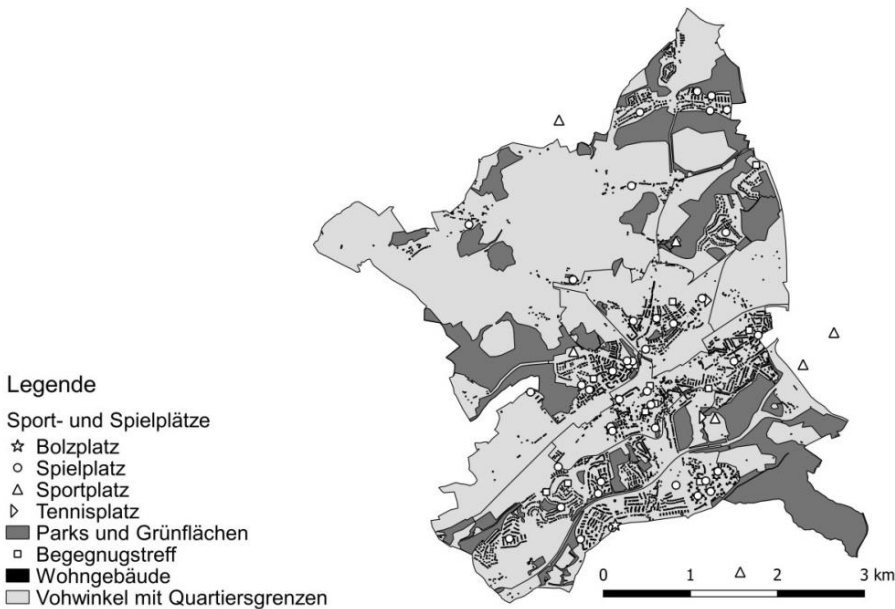 Legende
Sport- und Spielplätze
Bolzplatz
Spielplatz
Sportplatz
Tennisplatz
Parks und Grünflächen
Begegnugstreff
Wohngebäude
Vohwinkel mit Quartiersgrenzen
0 1 2 3 km